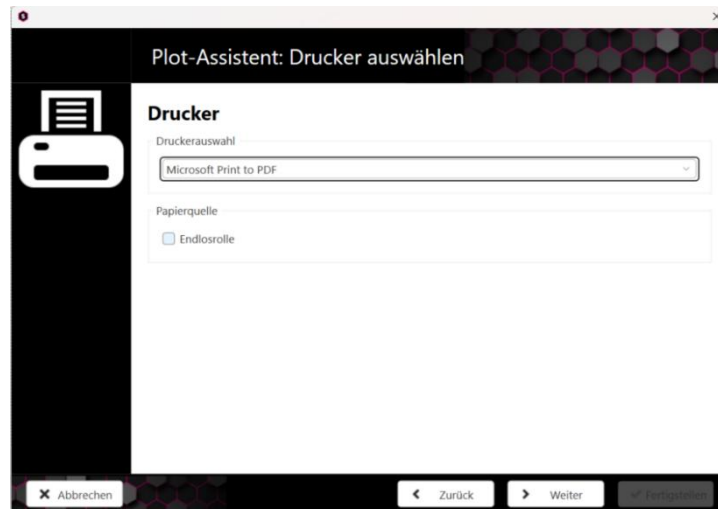 Plot-Assistent: Drucker auswählen
Drucker
Druckerauswahl
Microsoft Print to PDF
Papierquelle
Endlosrolle
Abbrechen
Zurück
Weiter
Fertigstellen